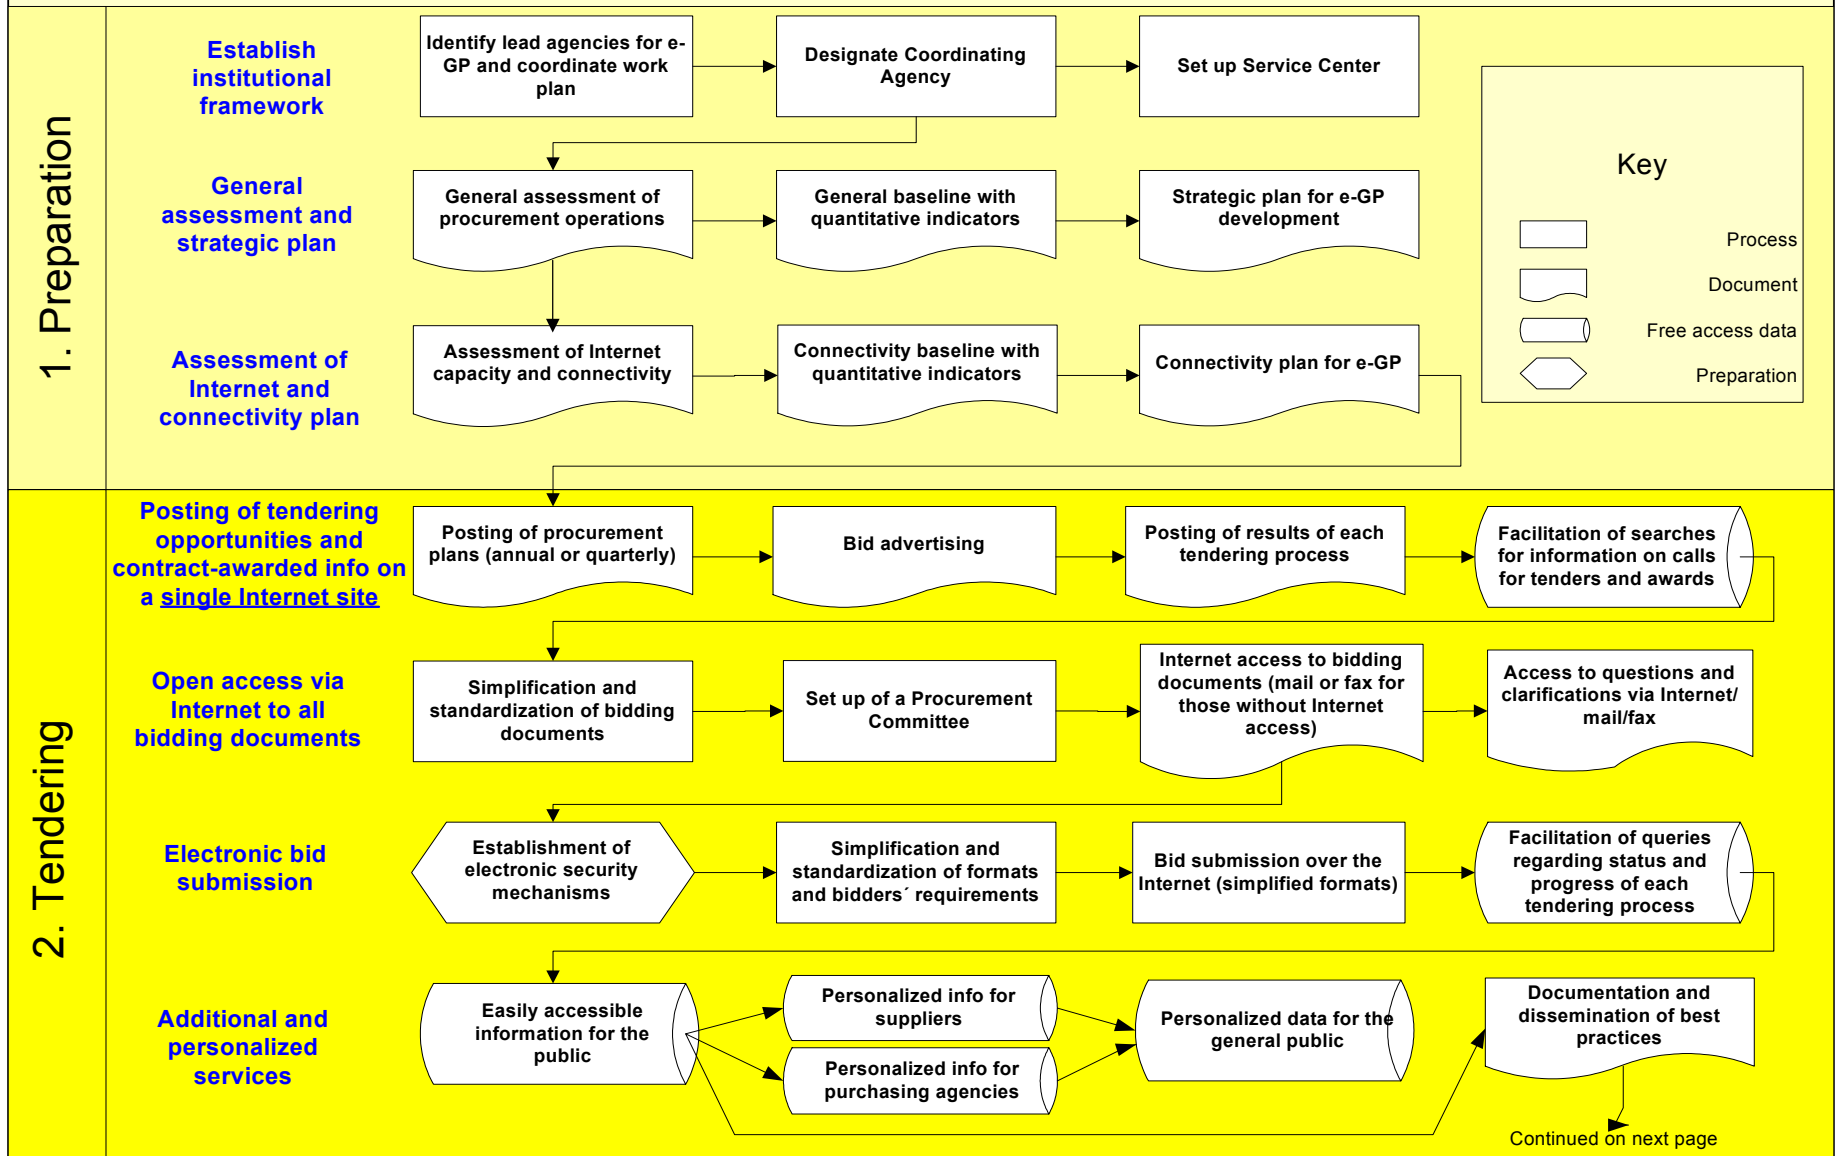 1. Preparation
Establish
institutional
framework
Identify lead agencies for e-
GP and coordinate work
plan
Designate Coordinating
Agency
Set up Service Center
General
assessment and
strategic plan
General assessment of
procurement operations
General baseline with
quantitative indicators
Strategic plan for e-GP
development
Assessment of
Internet and
connectivity plan
Assessment of Internet
capacity and connectivity
Connectivity baseline with
quantitative indicators
Connectivity plan for e-GP
Key
Process
Document
Free access data
Preparation
2. Tendering
Posting of tendering
opportunities and
contract-awarded info on
a single Internet site
Posting of procurement
plans (annual or quarterly)
Bid advertising
Posting of results of each
tendering process
Facilitation of searches
for information on calls
for tenders and awards
Open access via
Internet to all
bidding documents
Simplification and
standardization of bidding
documents
Set up of a Procurement
Committee
Internet access to bidding
documents (mail or fax for
those without Internet
access)
Access to questions and
clarifications via Internet/
mail/fax
Electronic bid
submission
Establishment of
electronic security
mechanisms
Simplification and
standardization of formats
and bidders´ requirements
Bid submission over the
Internet (simplified formats)
Facilitation of queries
regarding status and
progress of each
tendering process
Additional and
personalized
services
Easily accessible
information for the
public
Personalized info for
suppliers
Personalized info for
purchasing agencies
Personalized data for the
general public
Documentation and
dissemination of best
practices
Continued on next page